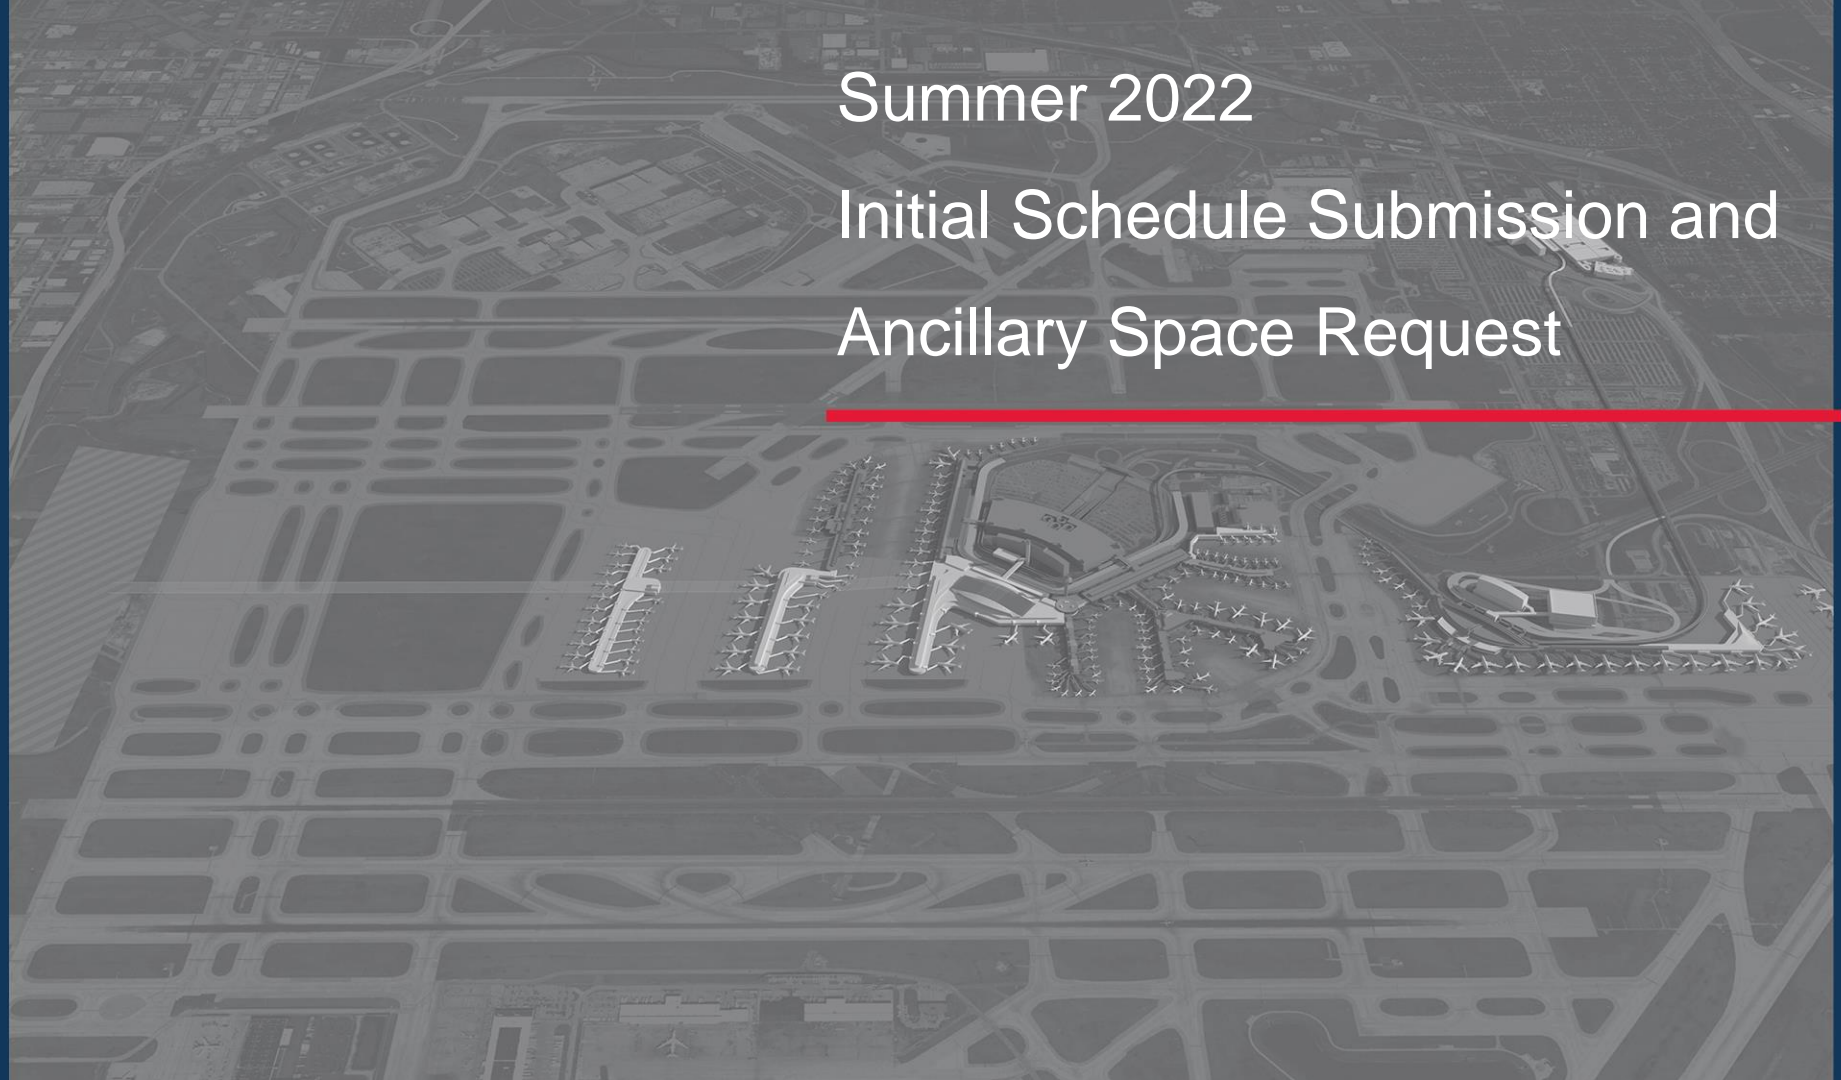 Summer 2022
Initial Schedule Submission and
Ancillary Space Request